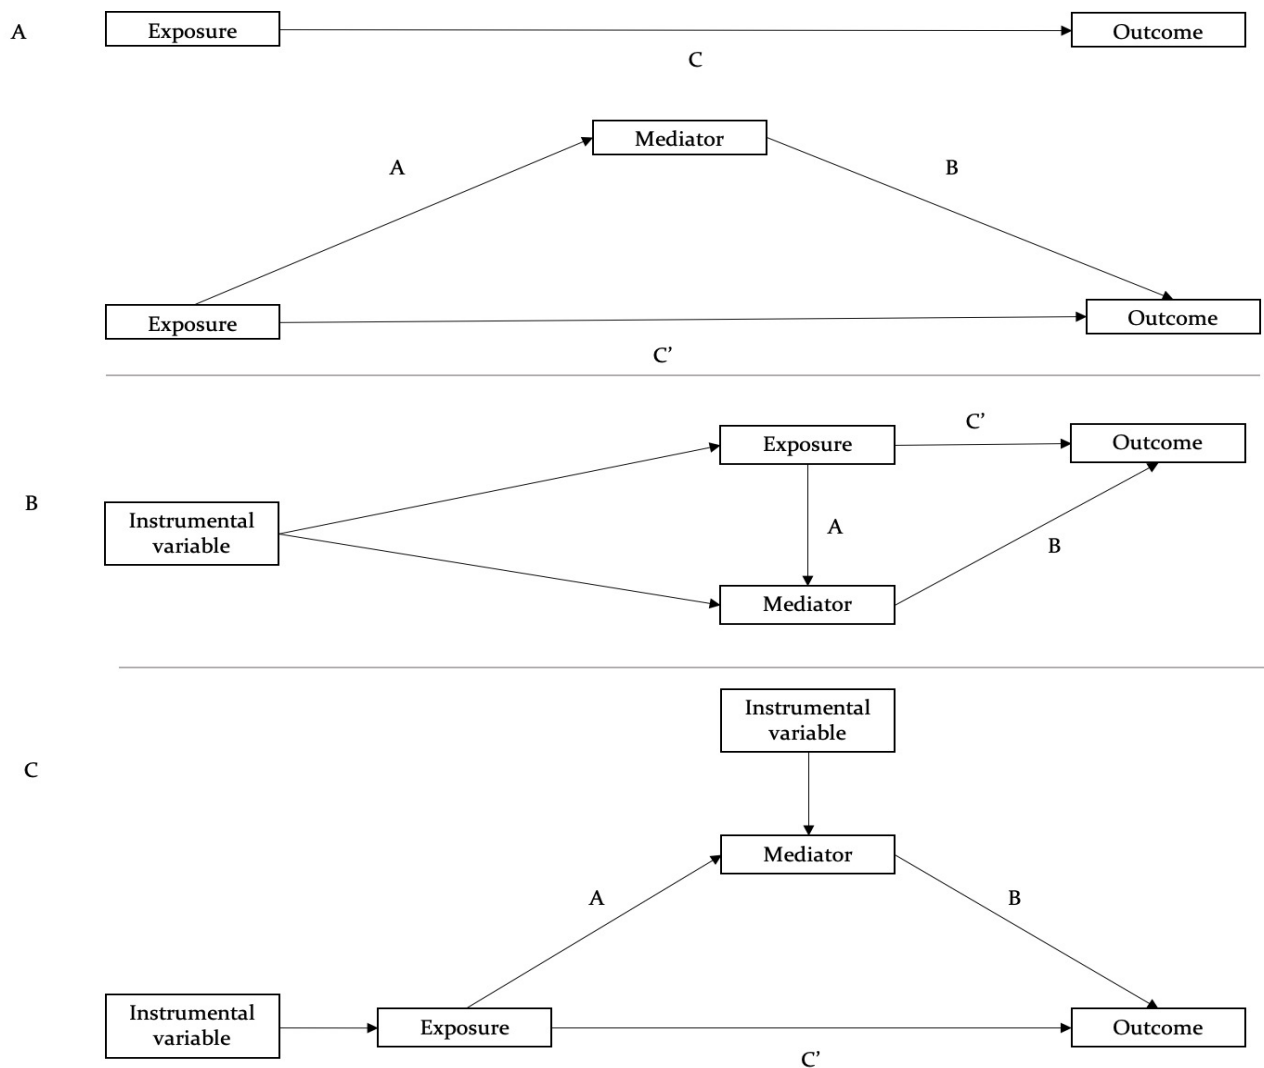 A
Exposure
Outcome
C
Mediator
A
B
Exposure
Outcome
C’
B
Exposure
C’
Outcome
Instrumental
variable
A
B
Mediator
C
Instrumental
variable
Mediator
A
B
Instrumental
variable
Exposure
Outcome
C’